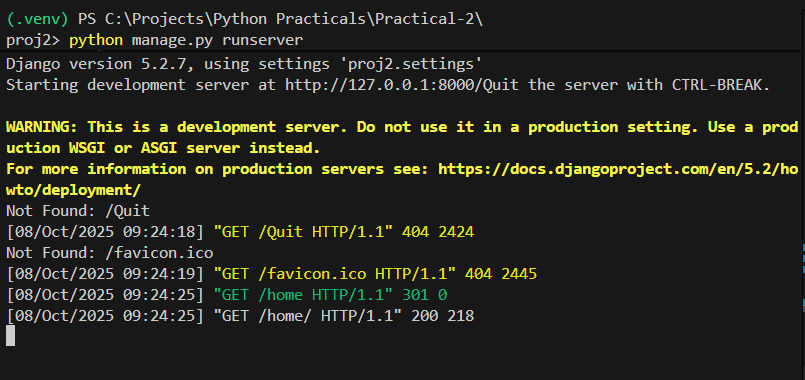 (.venv) PS C:\Projects\Python Practicals\Practical-2\
proj2> python manage.py runserver
Django version 5.2.7, using settings 'proj2.settings'
Starting development server at http://127.0.0.1:8000/Quit the server with CTRL-BREAK.
WARNING: This is a development server. Do not use it in a production setting. Use a prod
uction WSGI or ASGI server instead.
For more information on production servers see: https://docs.djangoproject.com/en/5.2/ho
wto/deployment/
Not Found: /Quit
[08/Oct/2025 09:24:18] "GET /Quit HTTP/1.1" 404 2424
Not Found: /favicon.ico
[08/Oct/2025 09:24:19] "GET /favicon.ico HTTP/1.1" 404 2445
[08/Oct/2025 09:24:25] "GET /home HTTP/1.1" 301 0
[08/Oct/2025 09:24:25] "GET /home/ HTTP/1.1" 200 218